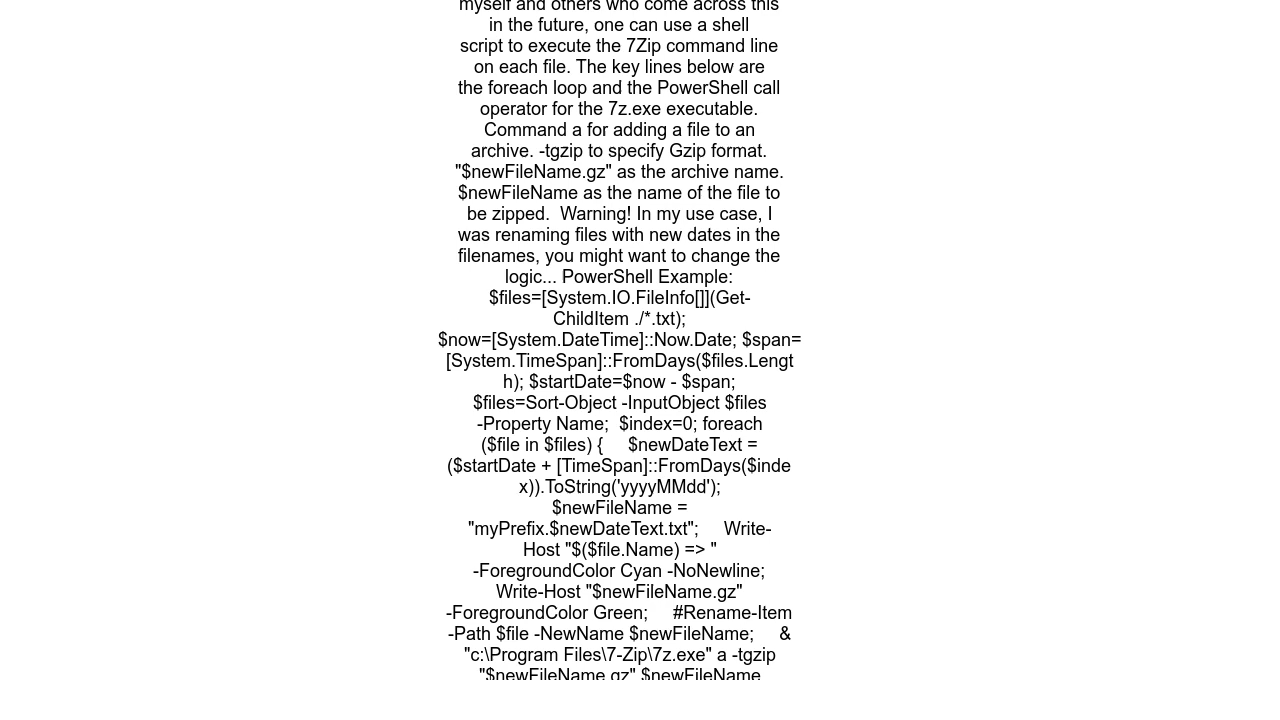 myself and others who come across this
in the future, one can use a shell
script to execute the 7Zip command line
on each file. The key lines below are
the foreach loop and the PowerShell call
operator for the 7z.exe executable.
Command a for adding a file to an
archive. -tgzip to specify Gzip format.
"$newFileName.gz" as the archive name.
$newFileName as the name of the file to
be zipped.  Warning! In my use case, I
was renaming files with new dates in the
filenames, you might want to change the
logic... PowerShell Example:
$files=[System.IO.FileInfo[]](Get-
ChildItem ./*.txt);
$now=[System.DateTime]::Now.Date; $span=
[System.TimeSpan]::FromDays($files.Lengt
h); $startDate=$now - $span;
$files=Sort-Object -InputObject $files
-Property Name;  $index=0; foreach
($file in $files) {     $newDateText =
($startDate + [TimeSpan]::FromDays($inde
x)).ToString('yyyyMMdd');
$newFileName =
"myPrefix.$newDateText.txt";     Write-
Host "$($file.Name) => "
-ForegroundColor Cyan -NoNewline;
Write-Host "$newFileName.gz"
-ForegroundColor Green;     #Rename-Item
-Path $file -NewName $newFileName;     &
"c:\Program Files\7-Zip\7z.exe" a -tgzip
"$newFileName.gz" $newFileName